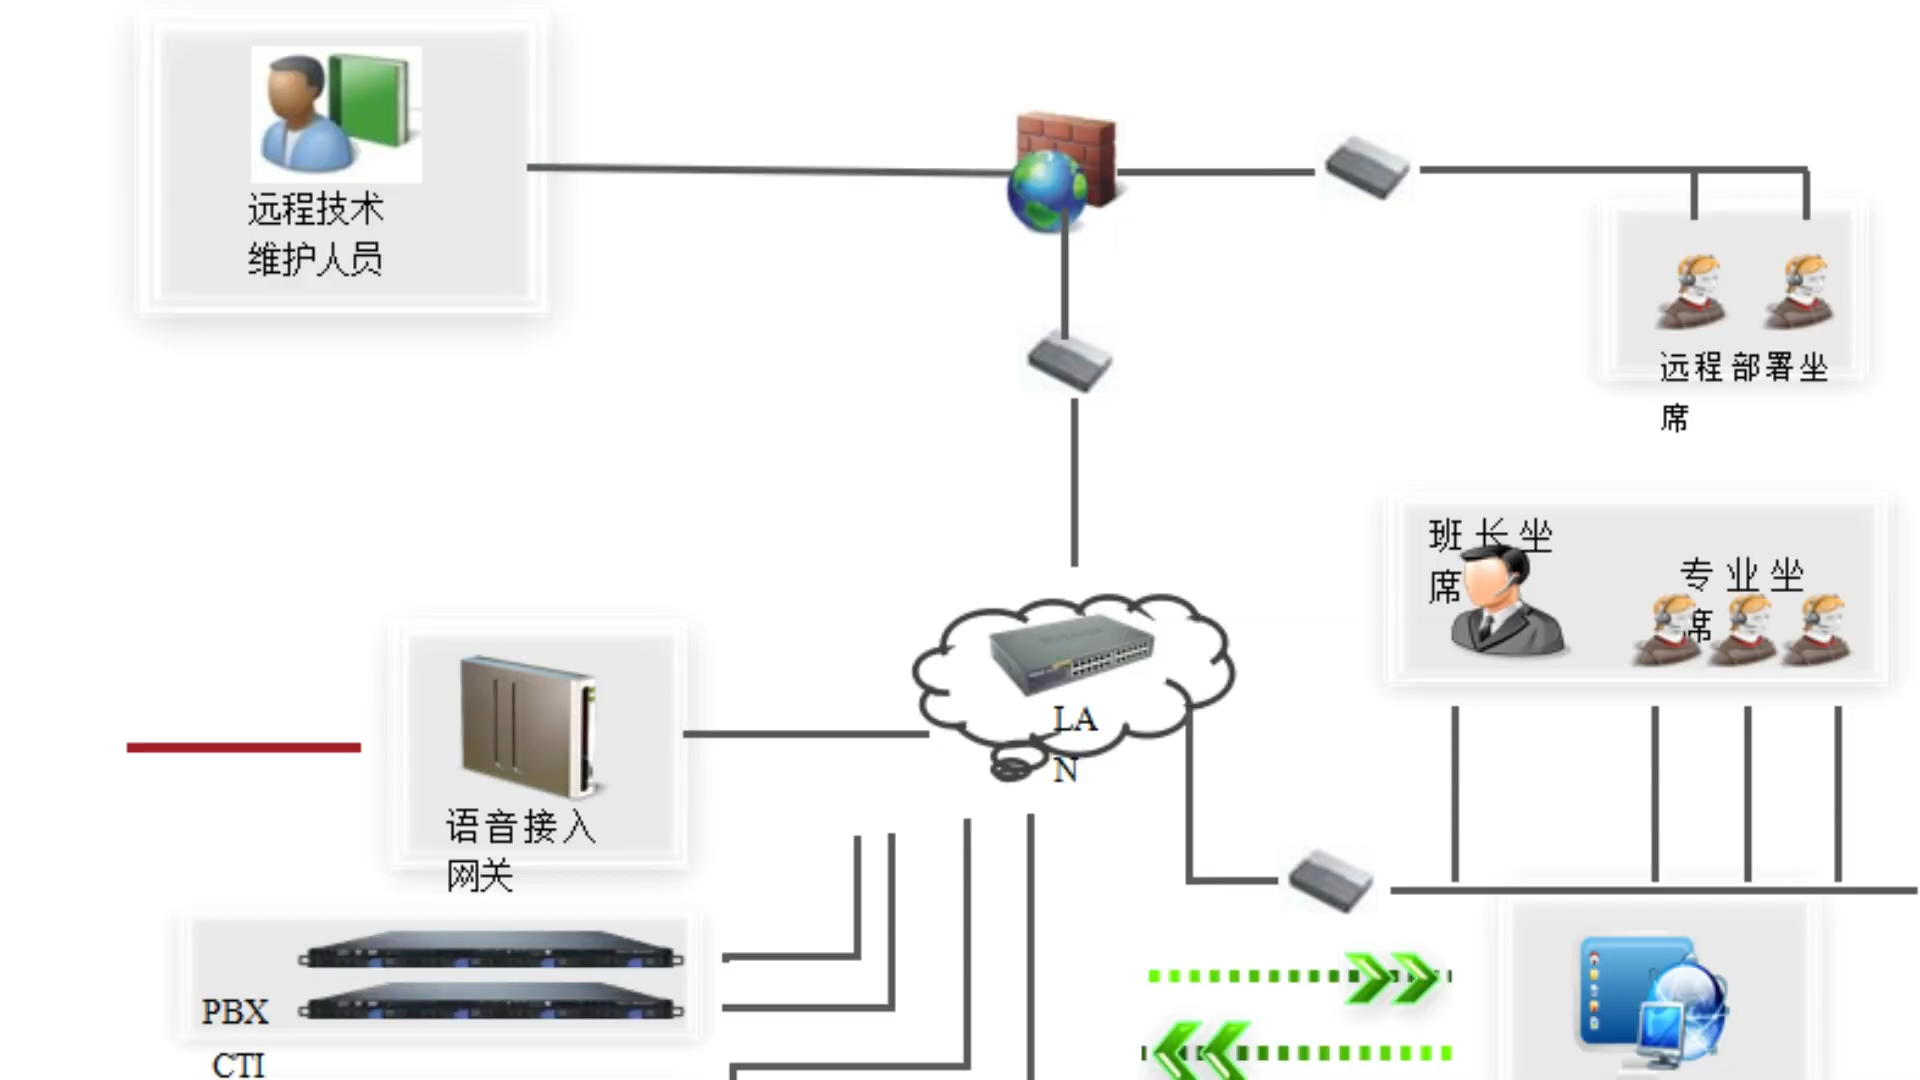 远程技术
维护人员
远程部署坐
席
班长坐
席
专业坐
席
LA
N
语音接入
网关
PBX
CTI